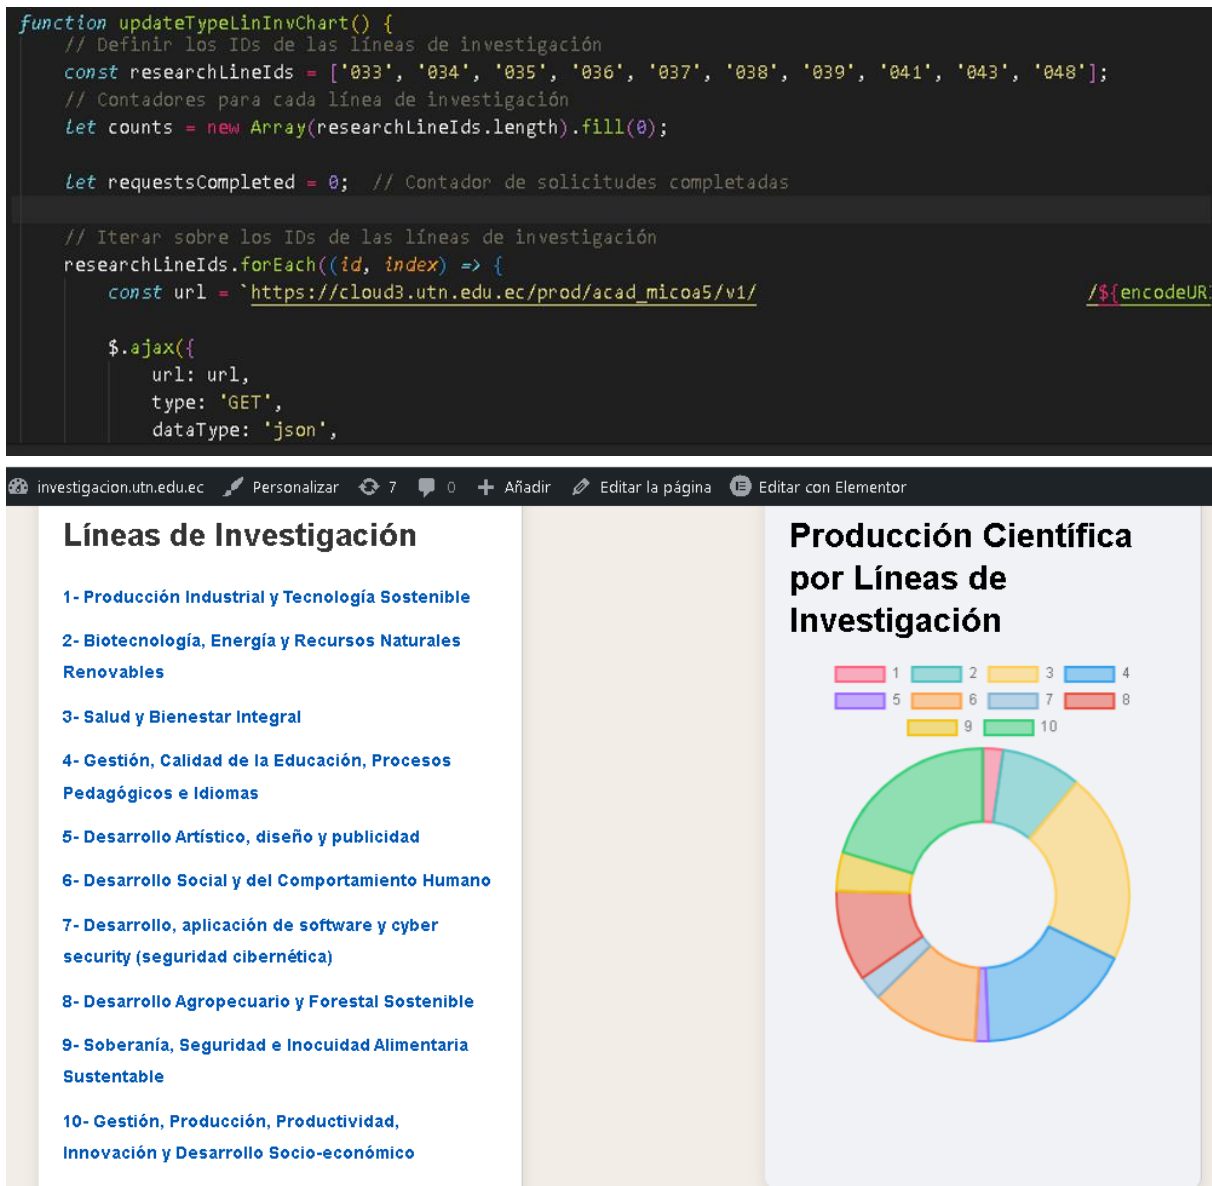 function updateTypeLinInvChart() {
// Definir los IDs de las líneas de investigación
const researchLineIds = ['033', '034', '035', '036', '037', '038', '039', '041', '043', '048'];
// Contadores para cada línea de investigación
let counts = new Array(researchLineIds.length).fill(0);
let requestsCompleted = 0;  // Contador de solicitudes completadas
// Iterar sobre los IDs de las líneas de investigación
researchLineIds.forEach((id, index) => {
const url = `https://cloud3.utn.edu.ec/prod/acad_micoa5/v1/ /${encodeUR
$.ajax({
url: url,
type: 'GET',
dataType: 'json',
investigacion.utn.edu.ec Personalizar 7 0 + Añadir Editar la página Editar con Elementor
Líneas de Investigación
1- Producción Industrial y Tecnología Sostenible
2- Biotecnología, Energía y Recursos Naturales
Renovables
3- Salud y Bienestar Integral
4- Gestión, Calidad de la Educación, Procesos
Pedagógicos e Idiomas
5- Desarrollo Artístico, diseño y publicidad
6- Desarrollo Social y del Comportamiento Humano
7- Desarrollo, aplicación de software y cyber
security (seguridad cibernética)
8- Desarrollo Agropecuario y Forestal Sostenible
9- Soberanía, Seguridad e Inocuidad Alimentaria
Sustentable
10- Gestión, Producción, Productividad,
Innovación y Desarrollo Socio-económico
Producción Científica
por Líneas de
Investigación
1 2 3 4
5 6 7 8
9 10